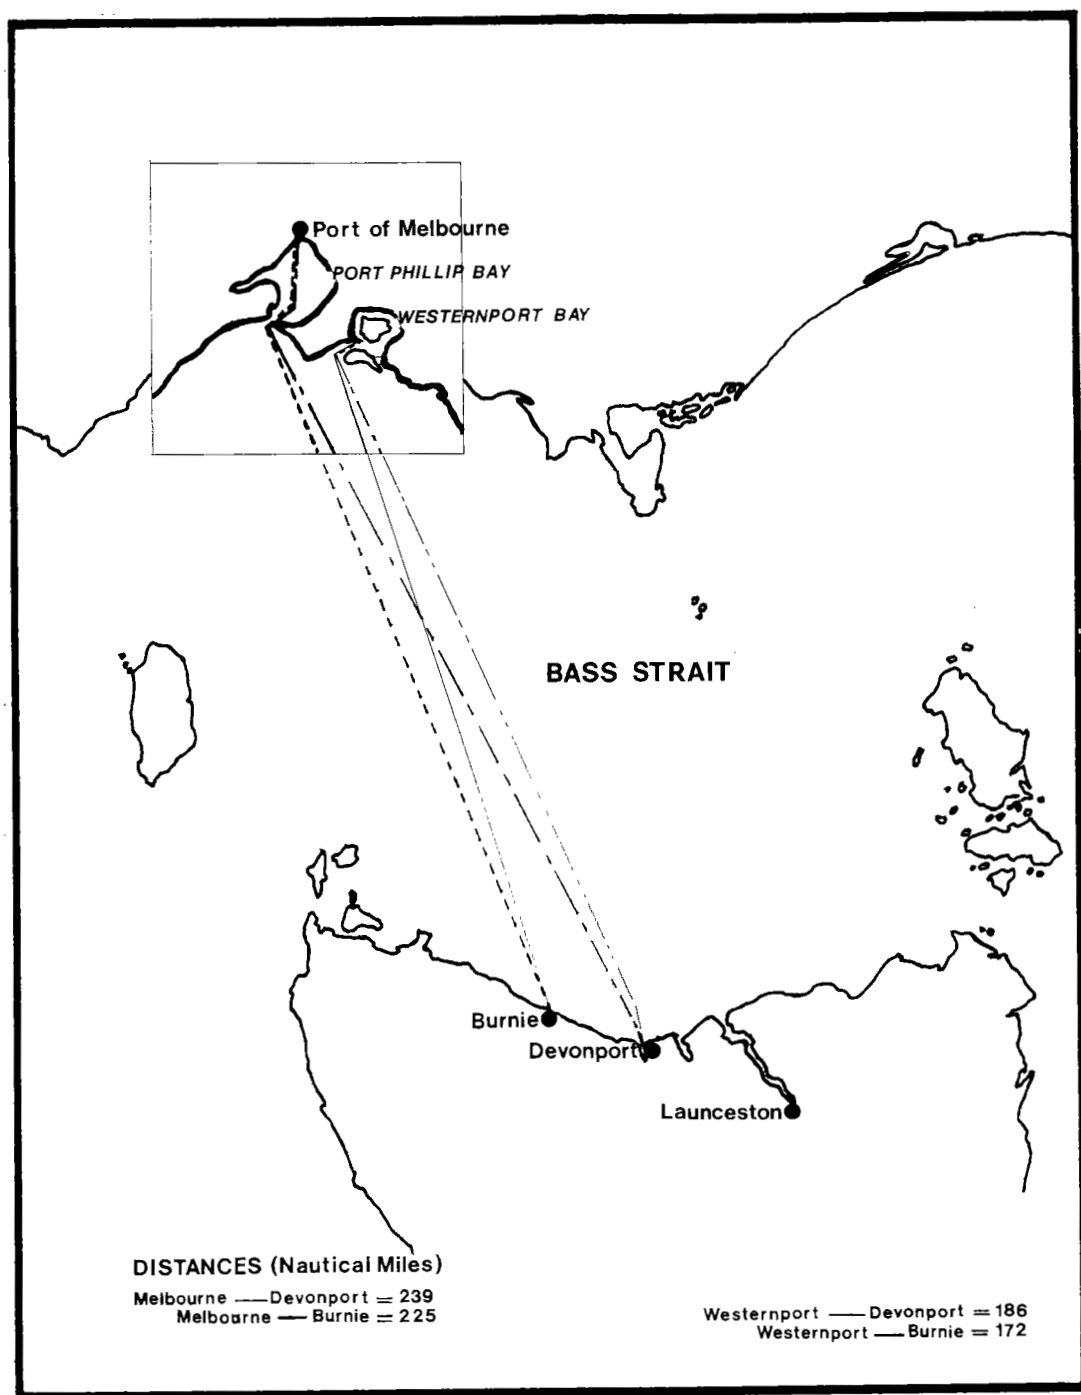 Port of Melbourne
PORT PHILLIP BAY
WESTERNPORT BAY
BASS STRAIT
Burnie
Devonport
Launceston
DISTANCES (Nautical Miles)
Melbourne — Devonport = 239
Melbourne — Burnie = 225
Westernport — Devonport = 186
Westernport — Burnie = 172